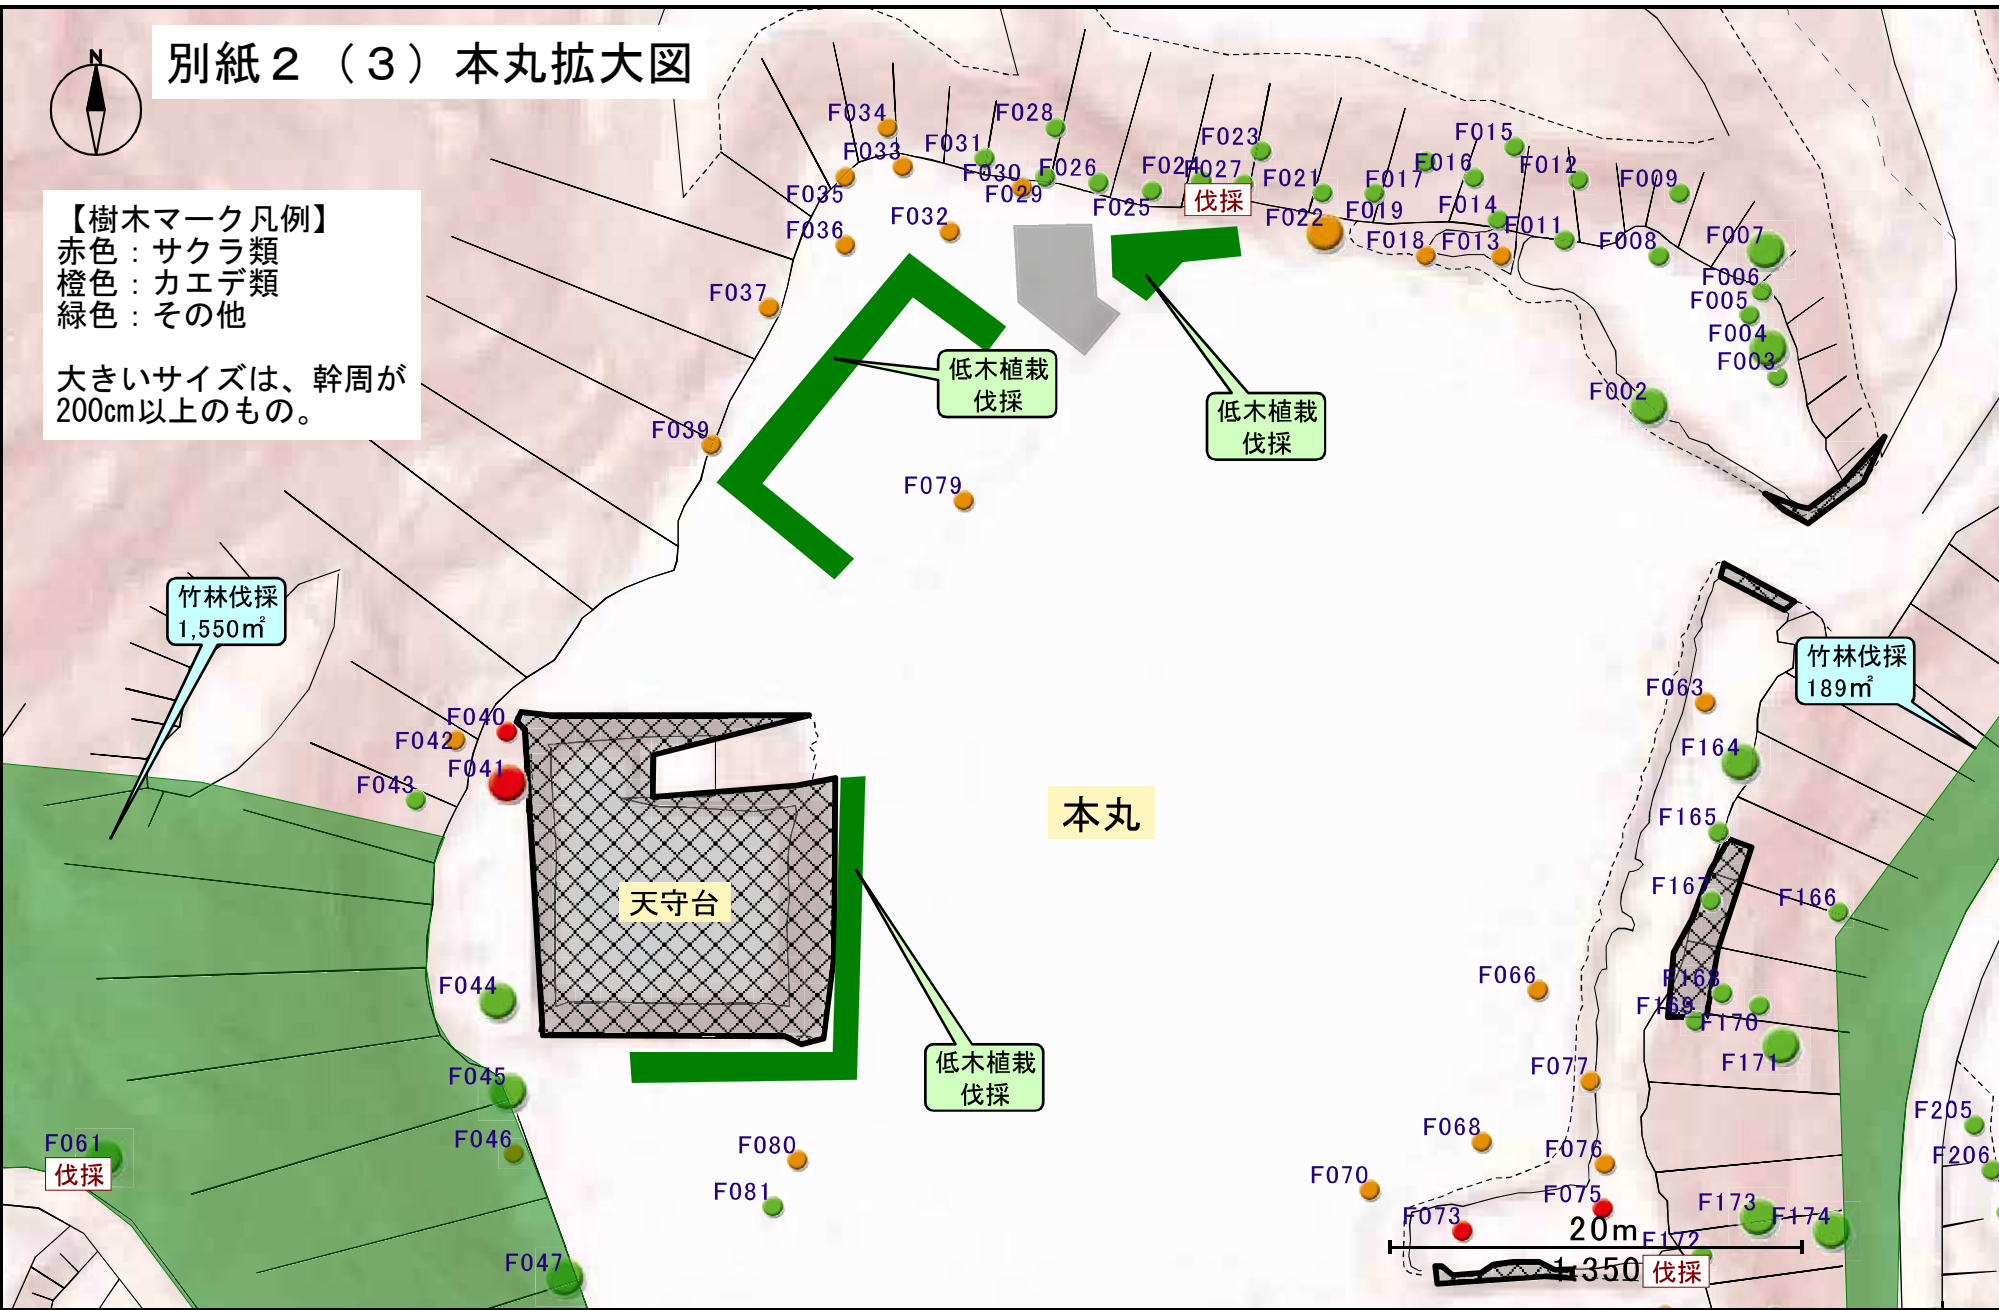 別紙２（３）本丸拡大図
N
【樹木マーク凡例】
赤色：サクラ類
橙色：カエデ類
緑色：その他
大きいサイズは、幹周が
200cm以上のもの。
F034
F033
F035
F036
F037
F039
F031
F028
F030
F029
F032
F026
F025
F024
F027
F023
伐採
F021
F022
F017
F019
F016
F015
F014
F018
F013
F012
F011
F009
F008
F007
F006
F005
F004
F003
F002
低木植栽
伐採
低木植栽
伐採
F079
竹林伐採
1,550㎡
竹林伐採
189㎡
F040
F042
F041
F043
F063
F164
F165
F167
F166
本丸
天守台
F044
F045
F046
F047
F061
伐採
低木植栽
伐採
F080
F081
F066
F168
F169
F170
F171
F077
F068
F076
F070
F075
F073
F173
F174
F172
伐採
F205
F206
20m
1:350